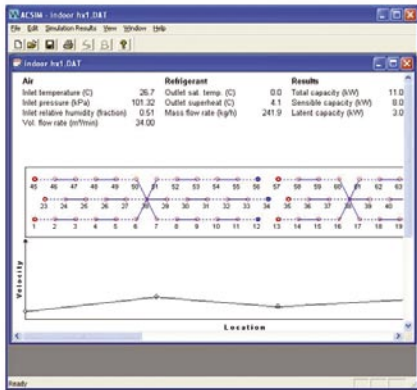 ACSIM - indoor hx1.DAT
File Edit Simulation Results View Window Help
indoor hx1.DAT
Air Refrigerant Results
Inlet temperature (C) 26.7 Outlet sat. temp. (C) 0.0 Total capacity (kW) 11.0
Inlet pressure (kPa) 101.32 Outlet superheat (C) 4.1 Sensible capacity (kW) 8.0
Inlet relative humidity (fraction) 0.51 Mass flow rate (kg/h) 241.9 Latent capacity (kW) 3.0
Vol. flow rate (m³/min) 34.00
45 46 47 48 49 50 51 52 53 54 55 56 57 58 59 60 61 62 63
23 24 25 26 27 28 29 30 31 32 33 34 35 36 37 38 39 40
1 2 3 4 5 6 7 8 9 10 11 12 13 14 15 16 17 18 19
Velocity
Location
Ready